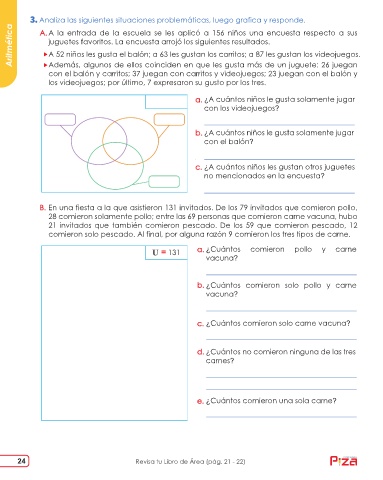 Aritmética
3. Analiza las siguientes situaciones problemáticas, luego grafica y responde.
A. A la entrada de la escuela se les aplicó a 156 niños una encuesta respecto a sus
juguetes favoritos. La encuesta arrojó los siguientes resultados.
▶A 52 niños les gusta el balón; a 63 les gustan los carritos; a 87 les gustan los videojuegos.
▶Además, algunos de ellos coinciden en que les gusta más de un juguete: 26 juegan
con el balón y carritos; 37 juegan con carritos y videojuegos; 23 juegan con el balón y
los videojuegos; por último, 7 expresaron su gusto por los tres.
a. ¿A cuántos niños le gusta solamente jugar
con los videojuegos?
b. ¿A cuántos niños le gusta solamente jugar
con el balón?
c. ¿A cuántos niños les gustan otros juguetes
no mencionados en la encuesta?
B. En una fiesta a la que asistieron 131 invitados. De los 79 invitados que comieron pollo,
28 comieron solamente pollo; entre las 69 personas que comieron carne vacuna, hubo
21 invitados que también comieron pescado. De los 59 que comieron pescado, 12
comieron solo pescado. Al final, por alguna razón 9 comieron los tres tipos de carne.
U = 131
a. ¿Cuántos comieron pollo y carne
vacuna?
b. ¿Cuántos comieron solo pollo y carne
vacuna?
c. ¿Cuántos comieron solo carne vacuna?
d. ¿Cuántos no comieron ninguna de las tres
carnes?
e. ¿Cuántos comieron una sola carne?
24
Revisa tu Libro de Área (pág. 21 - 22)